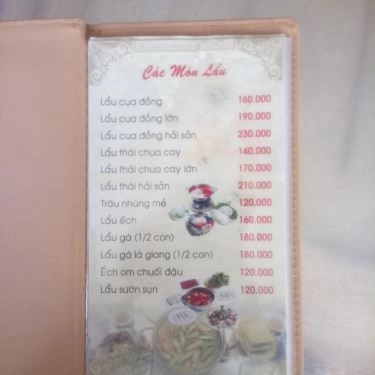 Các Món Lẩu
Lẩu cua đồng 160.000
Lẩu cua đồng lớn 190.000
Lẩu cua đồng hải sản 230.000
Lẩu thái chua cay 140.000
Lẩu thái chua cay lớn 170.000
Lẩu thái hải sản 210.000
Trâu nhúng mẻ 120.000
Lẩu ếch 160.000
Lẩu gà (1/2 con) 180.000
Lẩu gà lá giang (1/2 con) 180.000
Ếch om chuối đậu 120.000
Lẩu sườn sụn 120.000